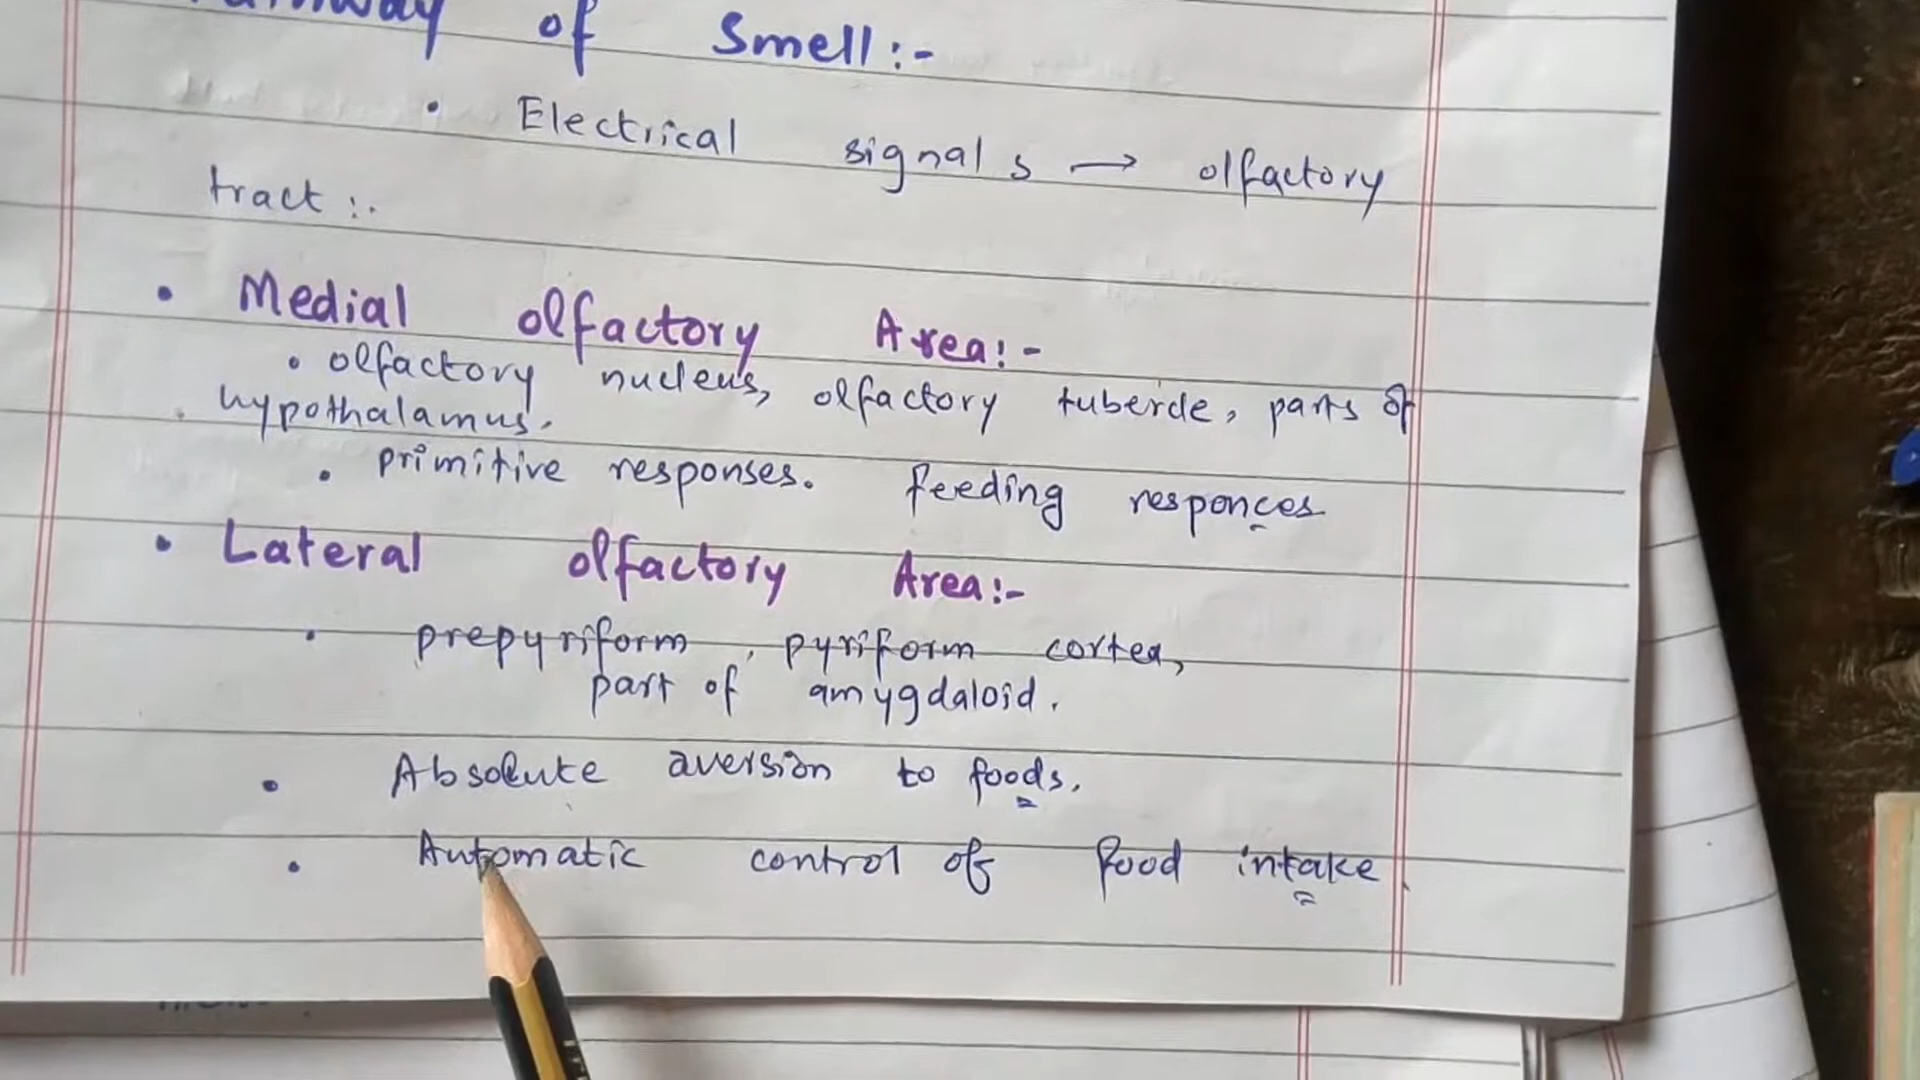 of Smell:-
• Electrical signals → olfactory
tract :.
• Medial olfactory Area:-
• olfactory nucleus, olfactory tubercle, parts of
hypothalamus.
• primitive responses. feeding responces
• Lateral olfactory Area:-
• prepyriform, pyriform cortex,
part of amygdaloid.
• Absolute aversion to foods.
• Automatic control of food intake.